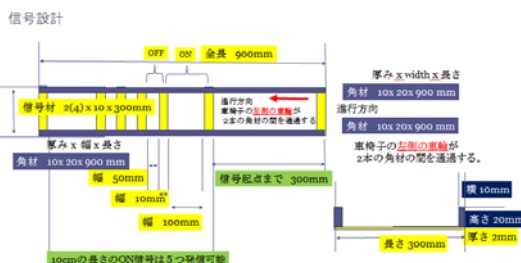 信号設計
OFF
ON
全長 900mm
厚み x width x 長さ
角材 10x 20x 900 mm
信号材 2(4) x 10 x 300mm
進行方向
車椅子の左側の車輪が
2本の角材の間を通過する
進行方向
角材 10x 20x 900 mm
車椅子の左側の車輪が
2本の角材の間を通過する。
厚み x 幅 x 長さ
角材 10x 20x 900 mm
幅 50mm
信号起点まで 300mm
幅 10mm
幅 100mm
横 10mm
高さ 20mm
長さ 300mm
厚さ 2mm
10cmの長さのON信号は5つ発信可能